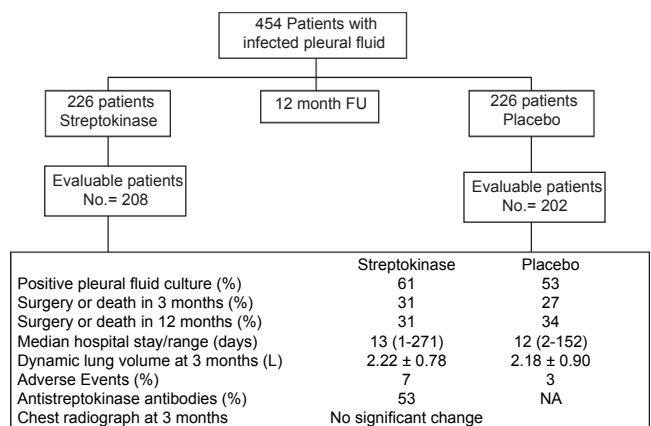 454 Patients with
infected pleural fluid
226 patients
Streptokinase
12 month FU
226 patients
Placebo
Evaluable patients
No.= 208
Evaluable patients
No.= 202
Streptokinase Placebo
Positive pleural fluid culture (%) 61 53
Surgery or death in 3 months (%) 31 27
Surgery or death in 12 months (%) 31 34
Median hospital stay/range (days) 13 (1-271) 12 (2-152)
Dynamic lung volume at 3 months (L) 2.22 ± 0.78 2.18 ± 0.90
Adverse Events (%) 7 3
Antistreptokinase antibodies (%) 53 NA
Chest radiograph at 3 months No significant change